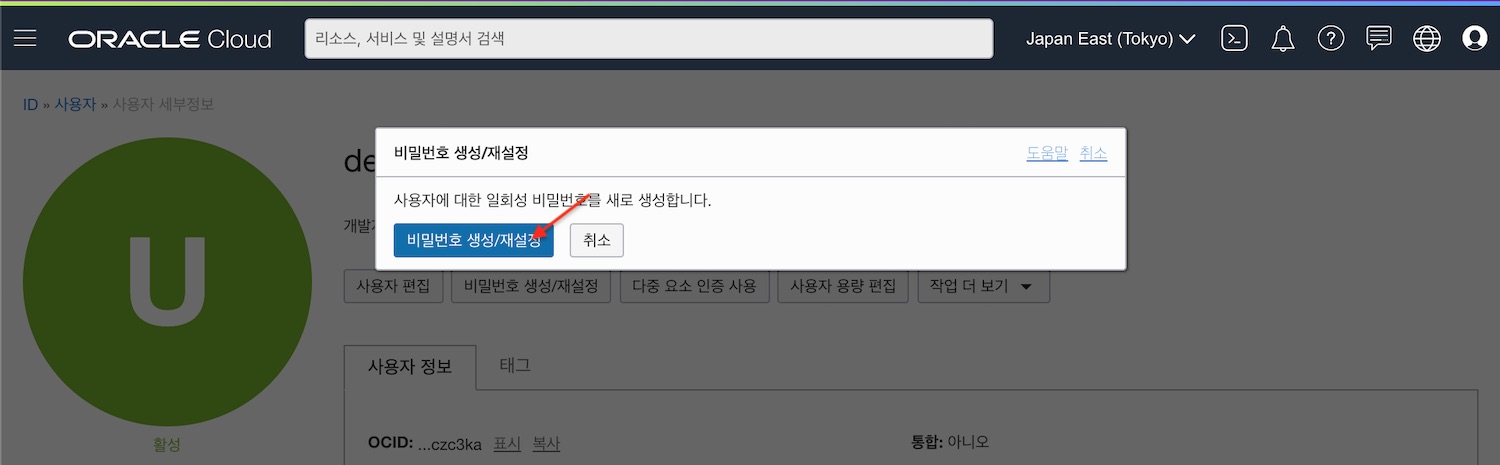 ORACLE Cloud
리소스, 서비스 및 설명서 검색
Japan East (Tokyo)
ID » 사용자 » 사용자 세부정보
비밀번호 생성/재설정
도움말 취소
사용자에 대한 일회성 비밀번호를 새로 생성합니다.
비밀번호 생성/재설정
취소
de
개발
사용자 편집
비밀번호 생성/재설정
다중 요소 인증 사용
사용자 용량 편집
작업 더 보기
U
활성
사용자 정보
태그
OCID: ...czc3ka 표시 복사
통합: 아니오